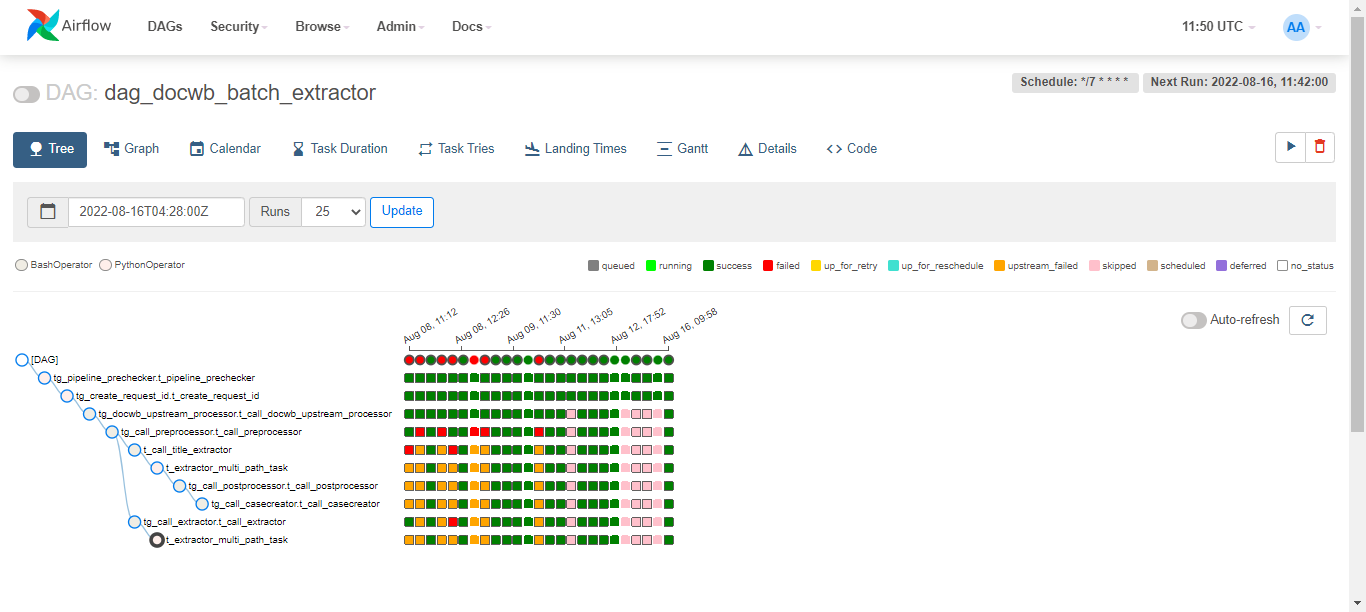 Airflow DAGs Security Browse Admin Docs 11:50 UTC AA
DAG: dag_docwb_batch_extractor Schedule: */7 * * * * Next Run: 2022-08-16, 11:42:00
Tree Graph Calendar Task Duration Task Tries Landing Times Gantt Details Code
2022-08-16T04:28:00Z Runs 25 Update
BashOperator PythonOperator queued running success failed up_for_retry up_for_reschedule upstream_failed skipped scheduled deferred no_status
Aug 08, 11:12 Aug 08, 12:26 Aug 09, 11:30 Aug 11, 13:05 Aug 12, 17:52 Aug 16, 09:58
Auto-refresh
[DAG]
tg_pipeline_prechecker.t_pipeline_prechecker
tg_create_request_id.t_create_request_id
tg_docwb_upstream_processor.t_call_docwb_upstream_processor
tg_call_preprocessor.t_call_preprocessor
t_call_title_extractor
t_extractor_multi_path_task
tg_call_postprocessor.t_call_postprocessor
tg_call_casecreator.t_call_casecreator
tg_call_extractor.t_call_extractor
t_extractor_multi_path_task